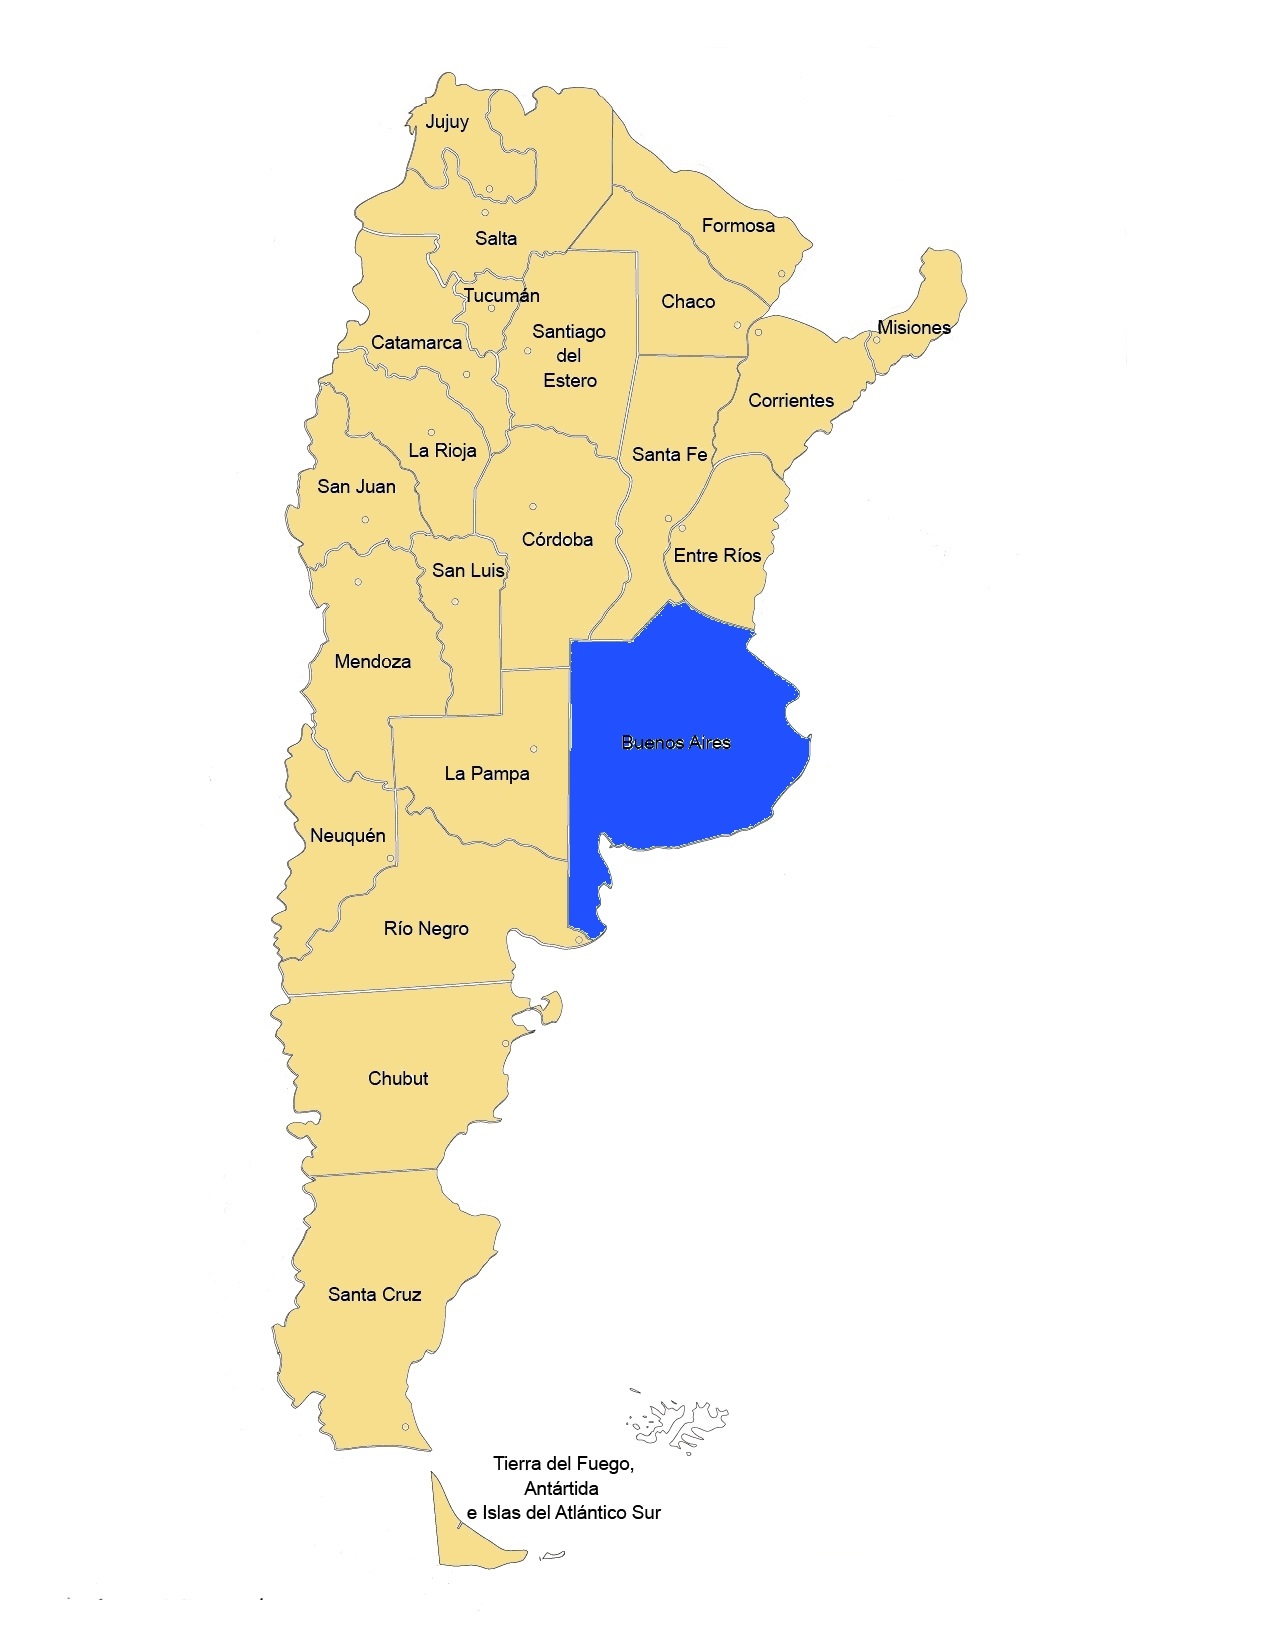 Jujuy
Formosa
Salta
Tucumán
Chaco
Misiones
Santiago
del
Estero
Catamarca
Corrientes
La Rioja
Santa Fe
San Juan
Córdoba
Entre Ríos
San Luis
Mendoza
Buenos Aires
La Pampa
Neuquén
Río Negro
Chubut
Santa Cruz
Tierra del Fuego,
Antártida
e Islas del Atlántico Sur